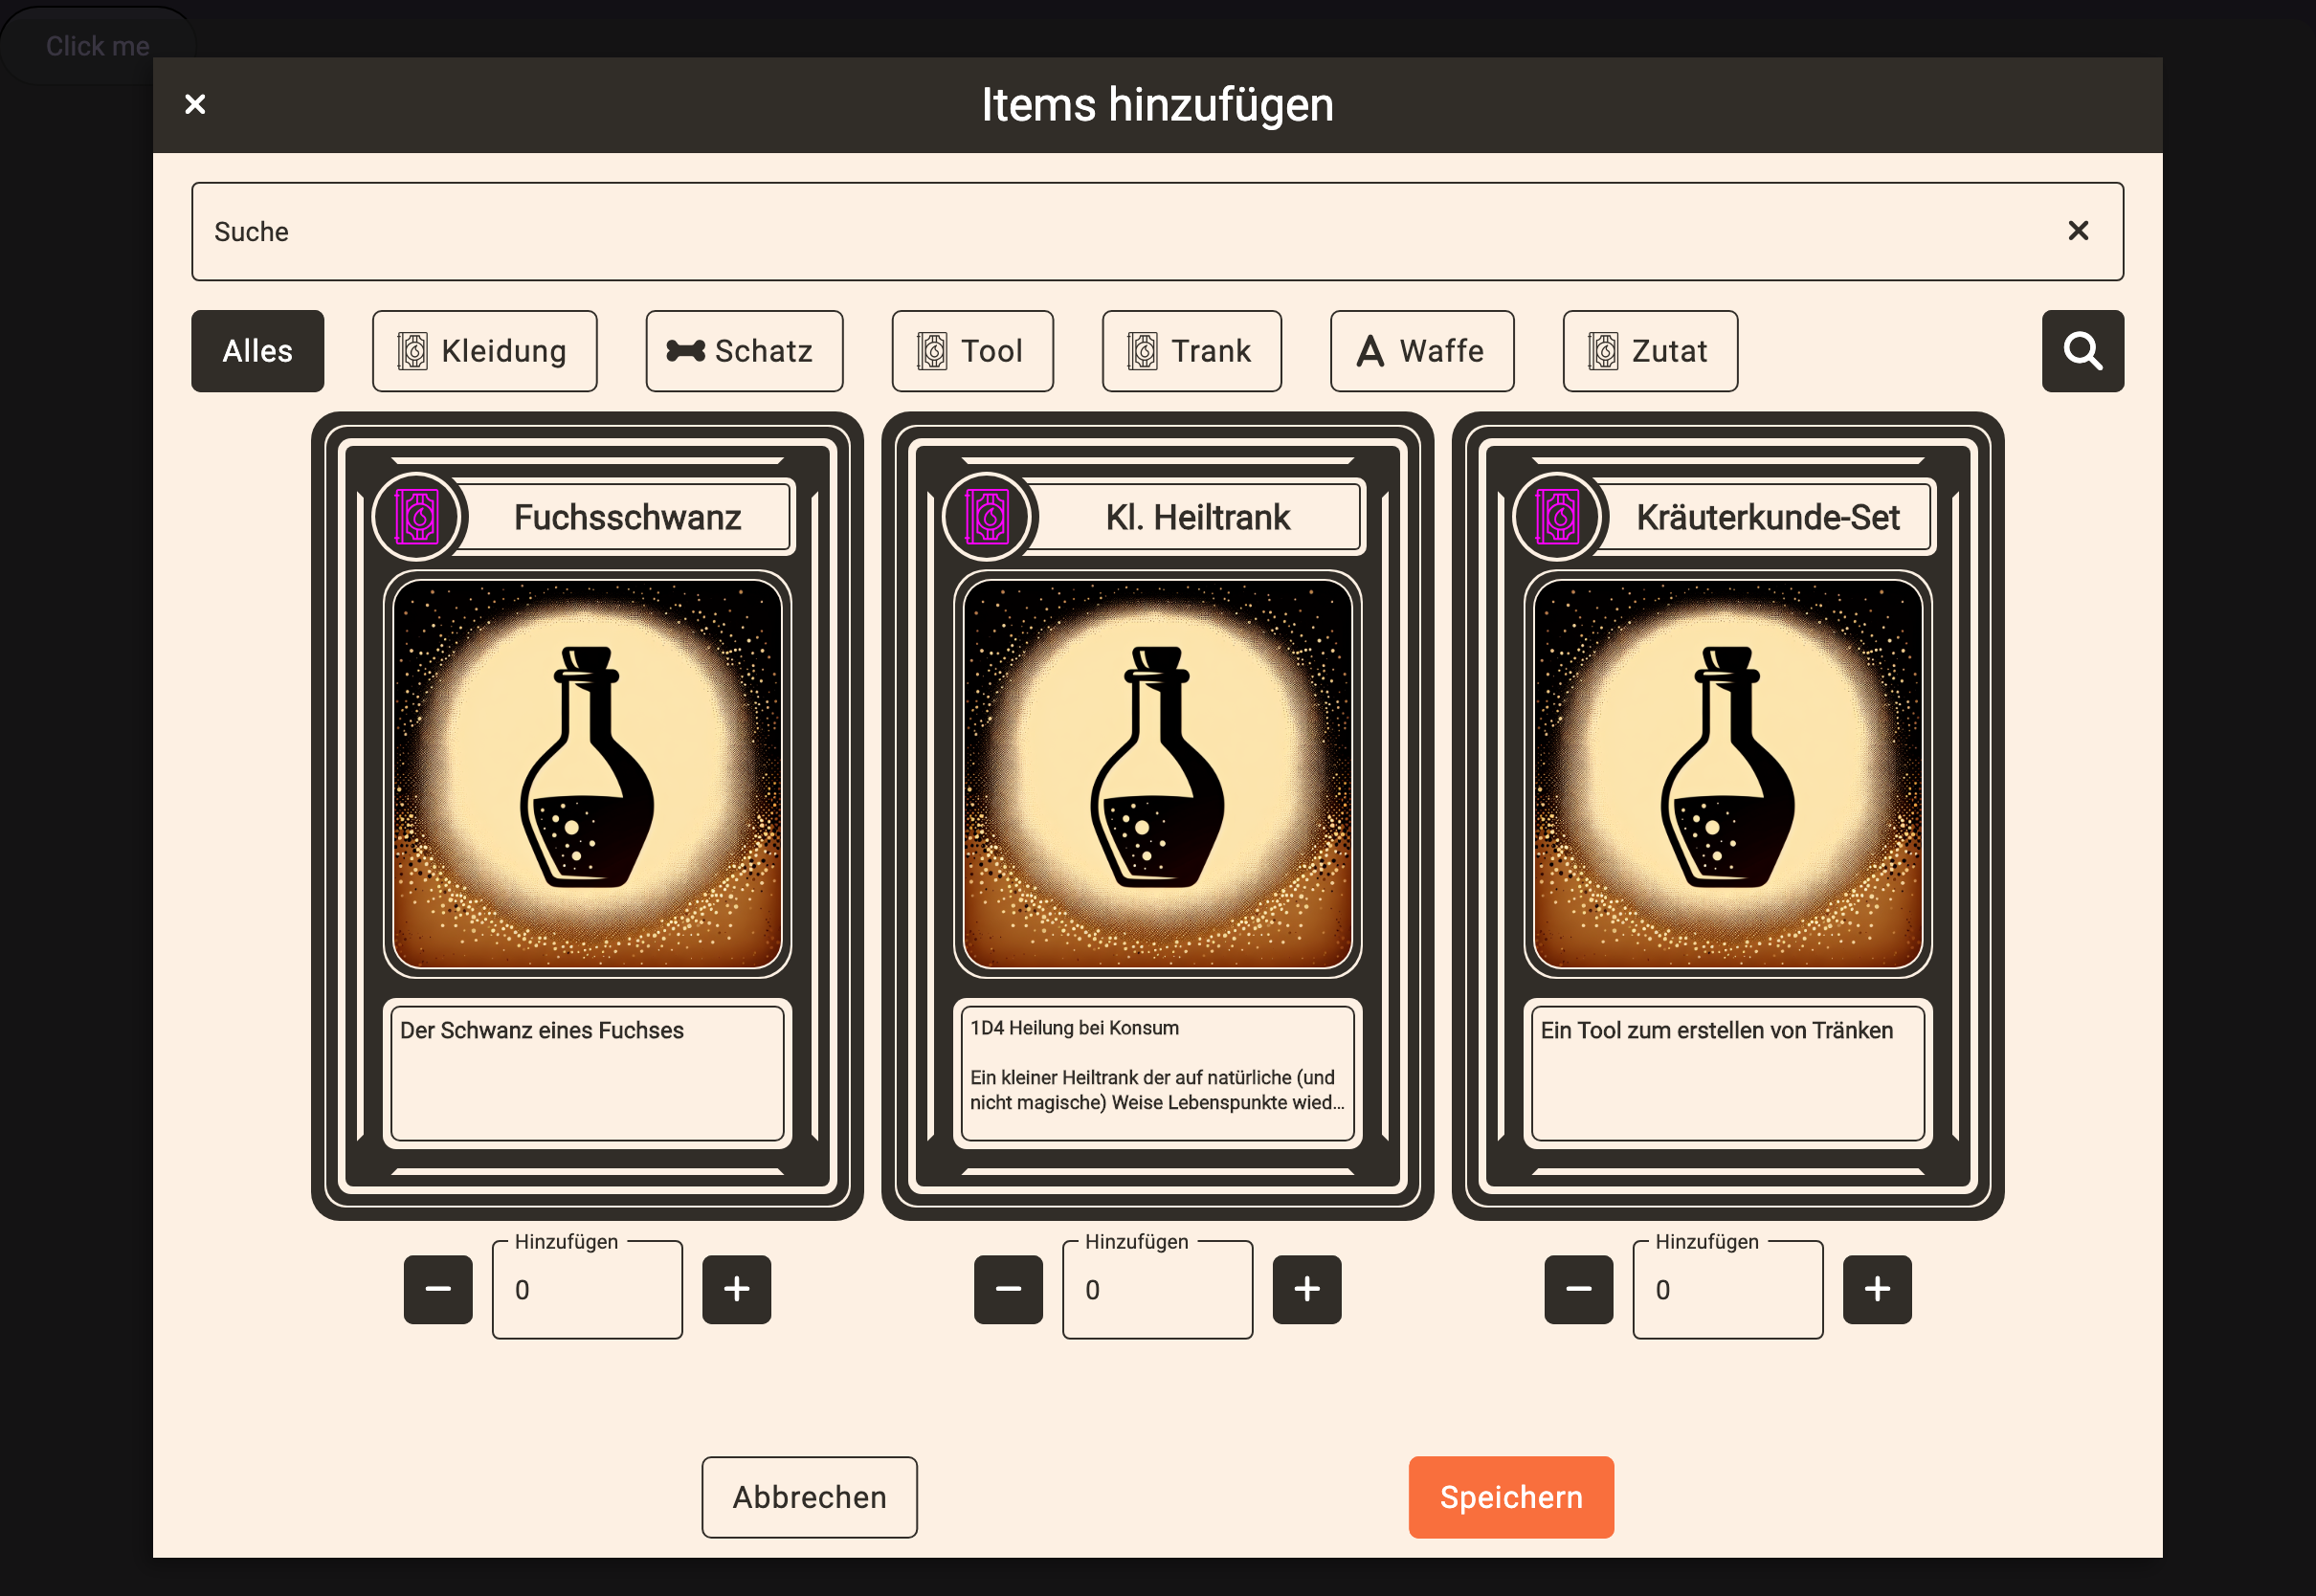 Click me
Items hinzufügen
Suche
Alles
Kleidung
Schatz
Tool
Trank
Waffe
Zutat
Fuchsschwanz
Kl. Heiltrank
Kräuterkunde-Set
Der Schwanz eines Fuchses
1D4 Heilung bei Konsum
Ein kleiner Heiltrank der auf natürliche (und
nicht magische) Weise Lebenspunkte wied...
Ein Tool zum erstellen von Tränken
Hinzufügen
0
Hinzufügen
0
Hinzufügen
0
Abbrechen
Speichern